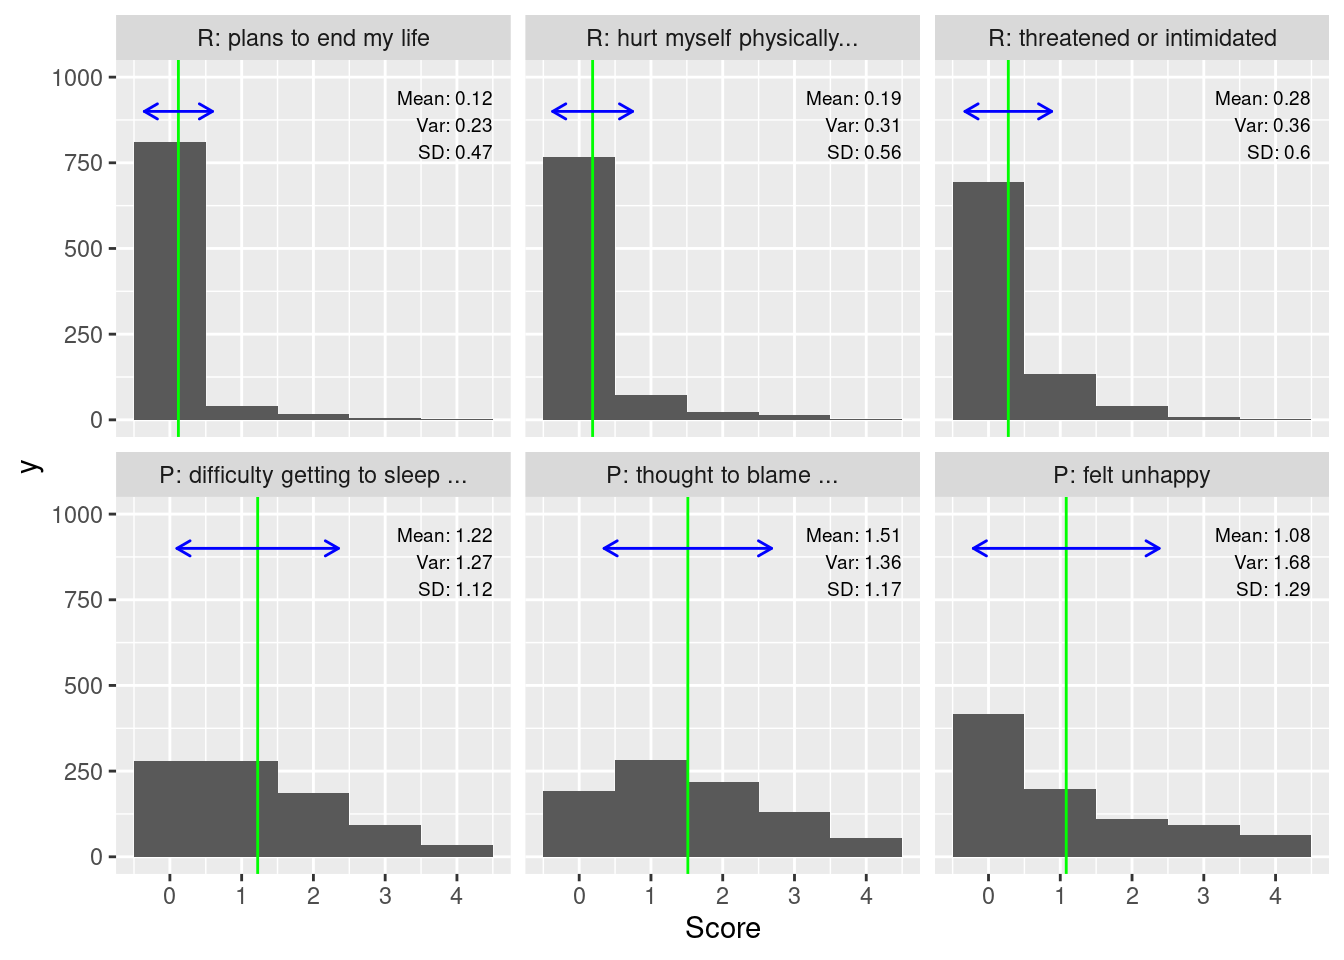 R: plans to end my life
R: hurt myself physically...
R: threatened or intimidated
1000
750
500
250
0
Mean: 0.12
Var: 0.23
SD: 0.47
Mean: 0.19
Var: 0.31
SD: 0.56
Mean: 0.28
Var: 0.36
SD: 0.6
y
P: difficulty getting to sleep ...
P: thought to blame ...
P: felt unhappy
1000
750
500
250
0
Mean: 1.22
Var: 1.27
SD: 1.12
Mean: 1.51
Var: 1.36
SD: 1.17
Mean: 1.08
Var: 1.68
SD: 1.29
0 1 2 3 4
0 1 2 3 4
0 1 2 3 4
Score